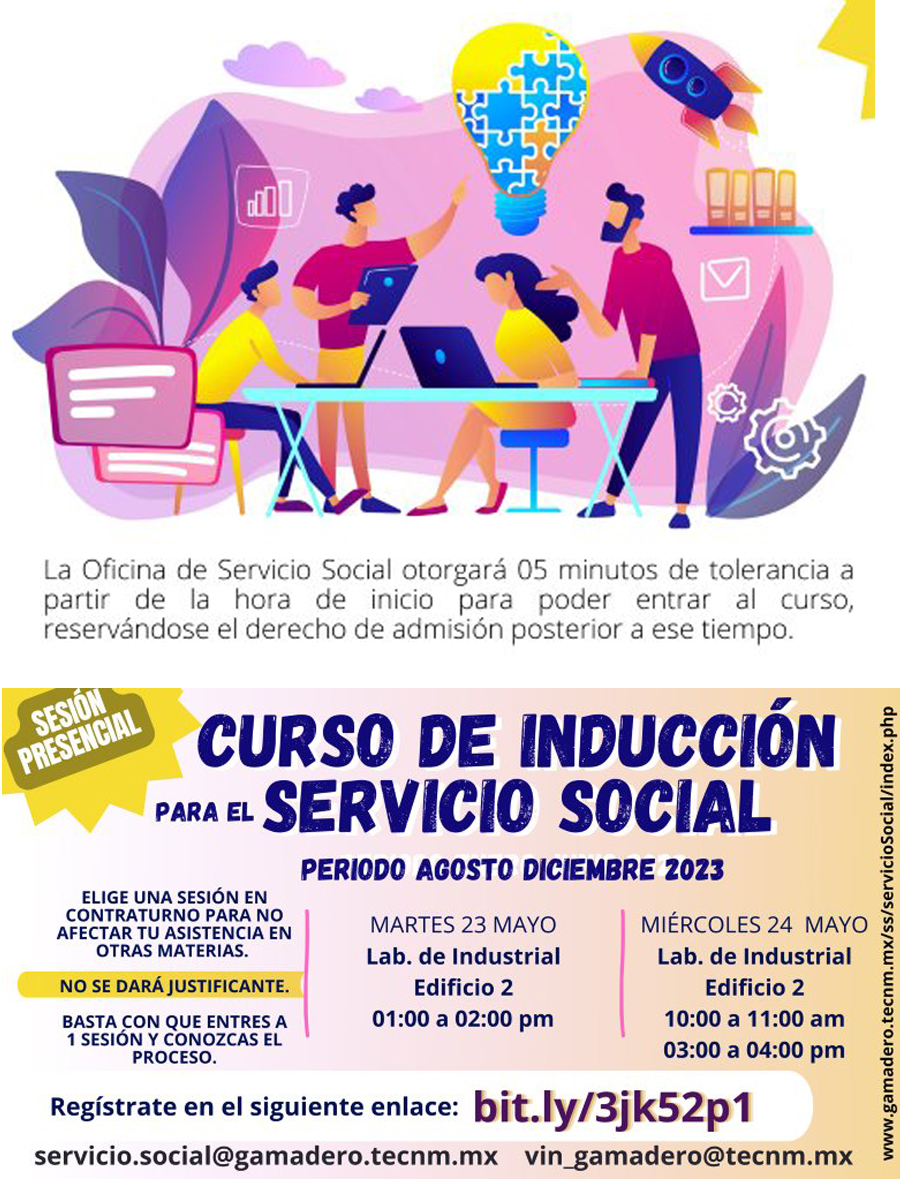 La Oficina de Servicio Social otorgará 05 minutos de tolerancia a
partir de la hora de inicio para poder entrar al curso,
reservándose el derecho de admisión posterior a ese tiempo.
SESIÓN
PRESENCIAL
CURSO DE INDUCCIÓN
PARA EL SERVICIO SOCIAL
PERIODO AGOSTO DICIEMBRE 2023
ELIGE UNA SESIÓN EN
CONTRATURNO PARA NO
AFECTAR TU ASISTENCIA EN
OTRAS MATERIAS.
NO SE DARÁ JUSTIFICANTE.
BASTA CON QUE ENTRES A
1 SESIÓN Y CONOZCAS EL
PROCESO.
MARTES 23 MAYO
Lab. de Industrial
Edificio 2
01:00 a 02:00 pm
MIÉRCOLES 24 MAYO
Lab. de Industrial
Edificio 2
10:00 a 11:00 am
03:00 a 04:00 pm
Regístrate en el siguiente enlace: bit.ly/3jk52p1
servicio.social@gamadero.tecnm.mx vin_gamadero@tecnm.mx
www.gamadero.tecnm.mx/ss/servicioSocial/index.php